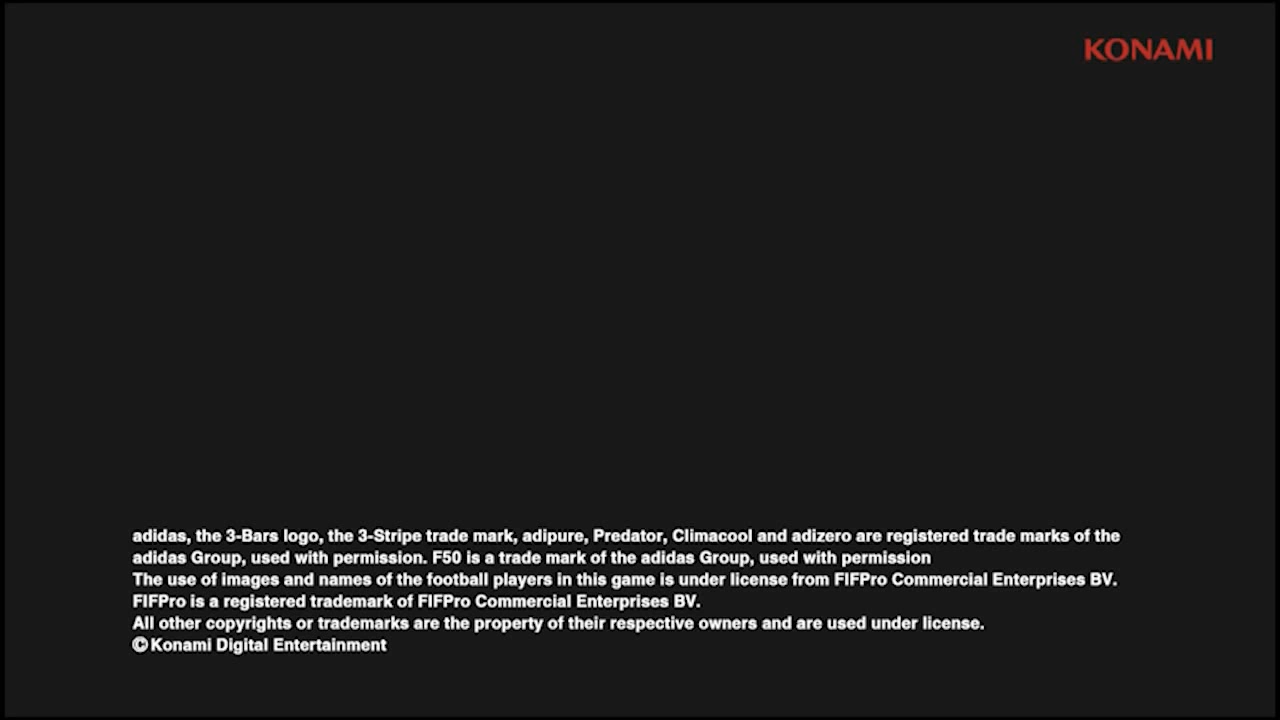 KONAMI
adidas, the 3-Bars logo, the 3-Stripe trade mark, adipure, Predator, Climacool and adizero are registered trade marks of the
adidas Group, used with permission. F50 is a trade mark of the adidas Group, used with permission
The use of images and names of the football players in this game is under license from FIFPro Commercial Enterprises BV.
FIFPro is a registered trademark of FIFPro Commercial Enterprises BV.
All other copyrights or trademarks are the property of their respective owners and are used under license.
©Konami Digital Entertainment